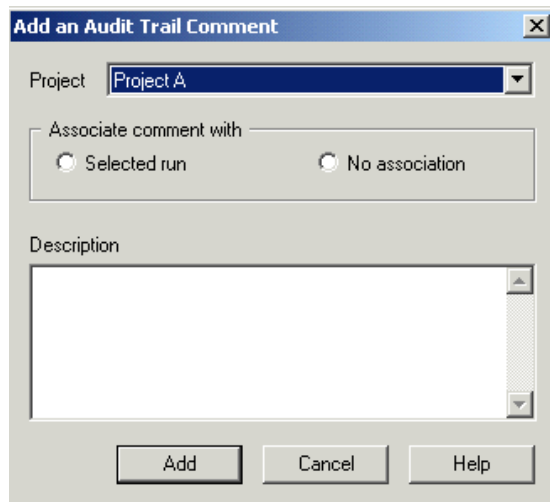 Add an Audit Trail Comment
Project Project A
Associate comment with
Selected run No association
Description
Add Cancel Help